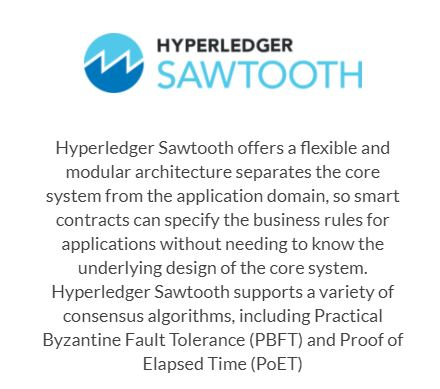 HYPERLEDGER
SAWTOOTH
Hyperledger Sawtooth offers a flexible and
modular architecture separates the core
system from the application domain, so smart
contracts can specify the business rules for
applications without needing to know the
underlying design of the core system.
Hyperledger Sawtooth supports a variety of
consensus algorithms, including Practical
Byzantine Fault Tolerance (PBFT) and Proof of
Elapsed Time (PoET)